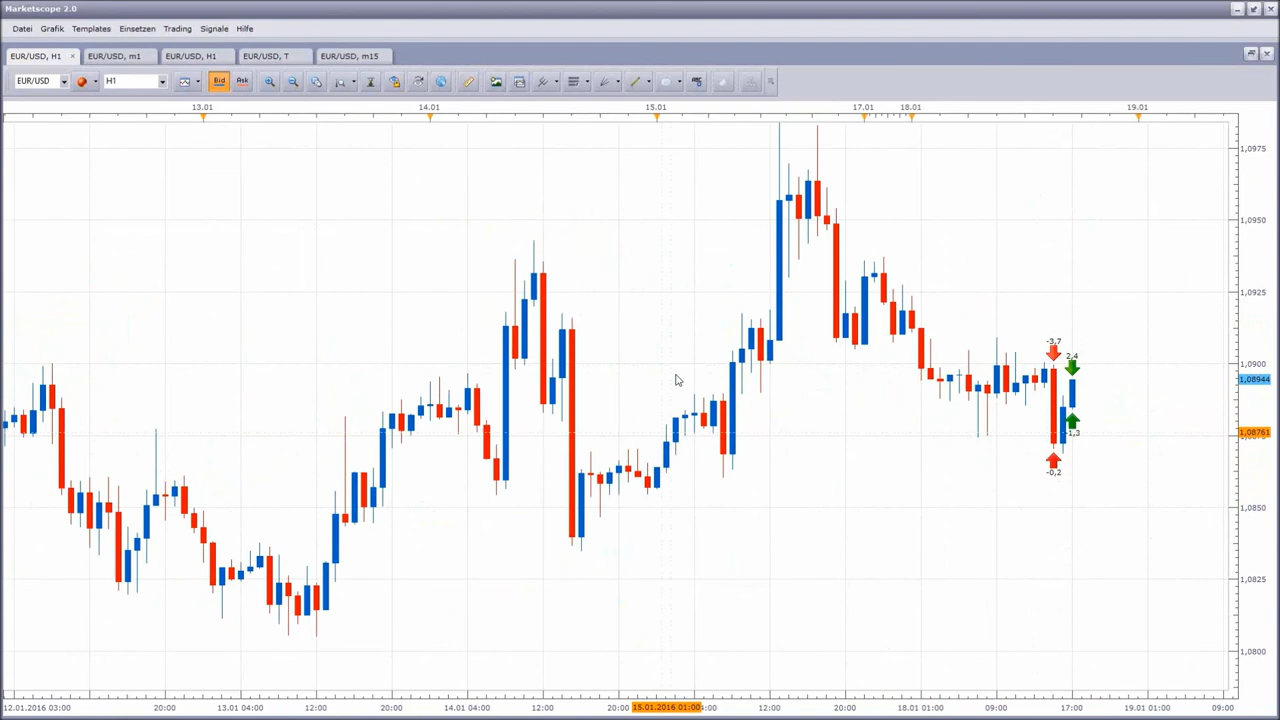 Marketscope 2.0
Datei Grafik Templates Einsetzen Trading Signale Hilfe
EUR/USD, H1 EUR/USD, m1 EUR/USD, H1 EUR/USD, T EUR/USD, m15
EUR/USD H1 Bid Ask ABC
13.01 14.01 15.01 17.01 18.01 19.01
1,0975
1,0950
1,0925
-3,7
2,4
1,0900
1,08944
1,08761
-1,3
-0,2
1,0850
1,0825
1,0800
12.01.2016 03:00 20:00 13.01 04:00 12:00 20:00 14.01 04:00 12:00 20:00 15.01.2016 01:00 12:00 20:00 18.01 01:00 09:00 17:00 19.01 01:00 09:00